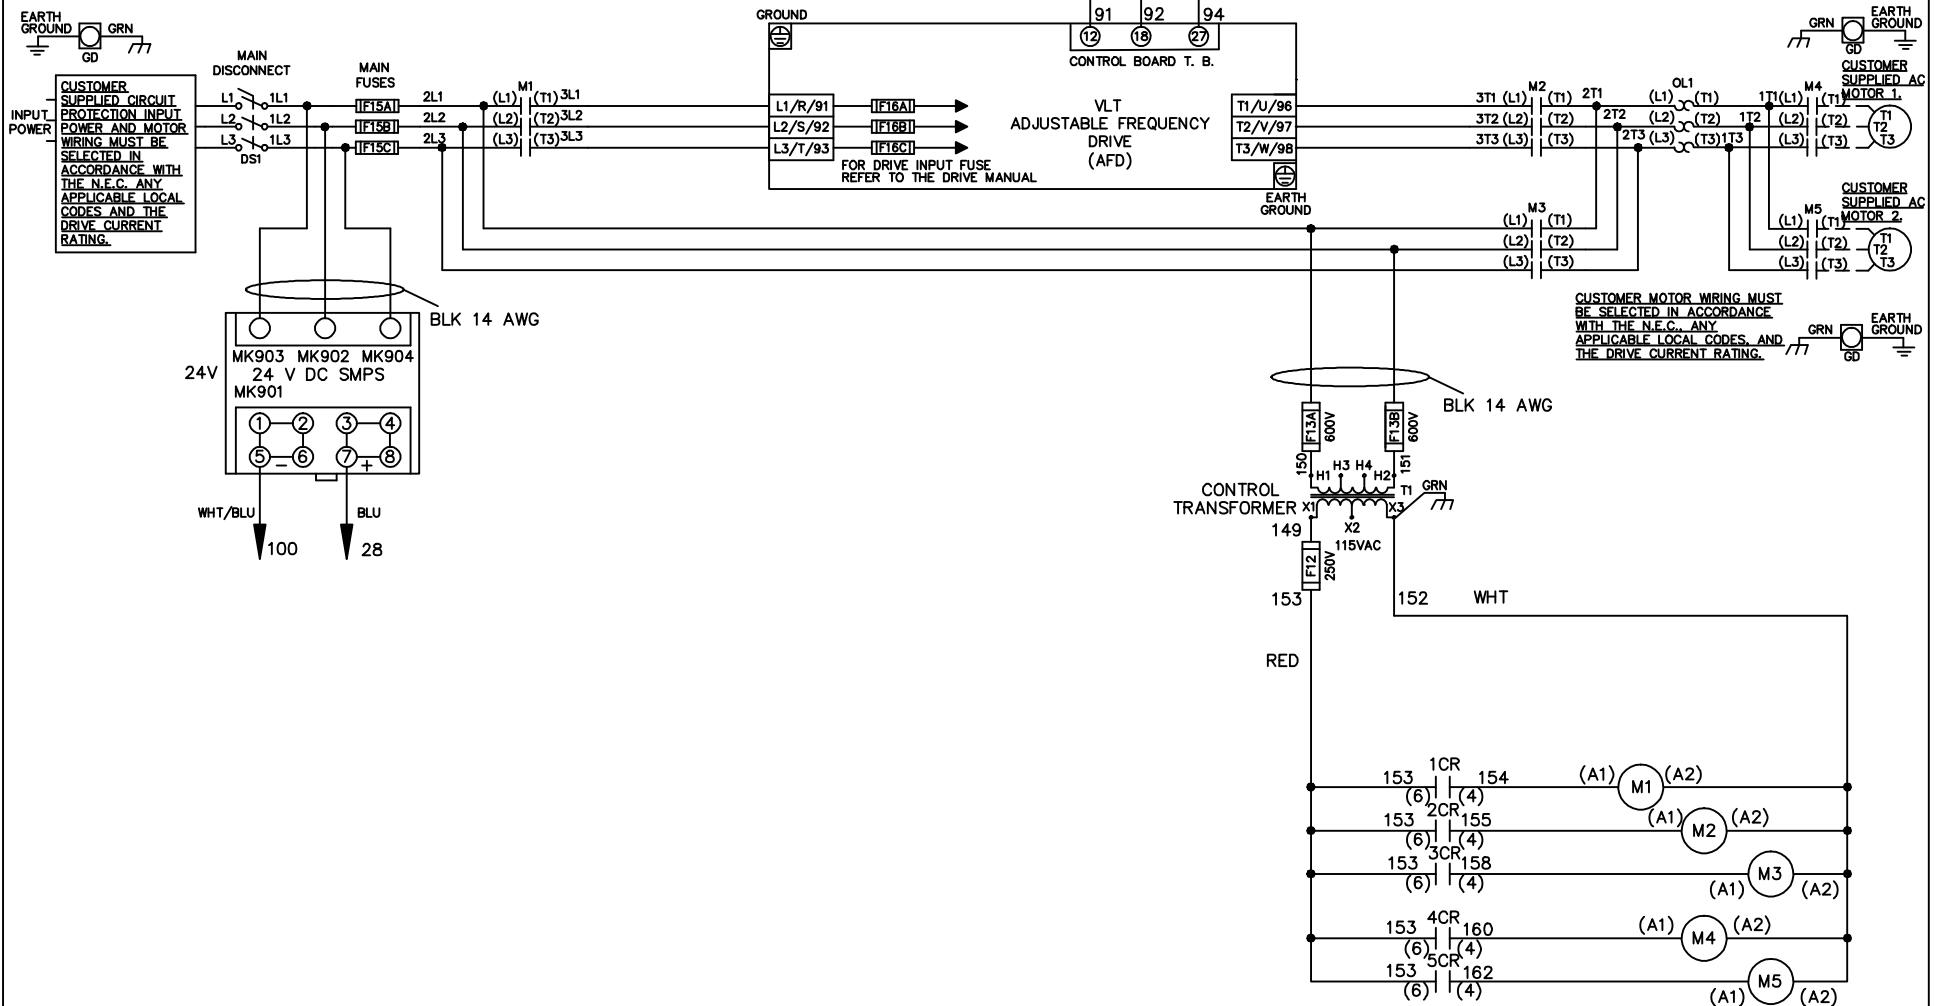 EARTH
GROUND
GRN
GD
INPUT
POWER
CUSTOMER
SUPPLIED CIRCUIT
PROTECTION INPUT
POWER AND MOTOR
WIRING MUST BE
SELECTED IN
ACCORDANCE WITH
THE N.E.C. ANY
APPLICABLE LOCAL
CODES AND THE
DRIVE CURRENT
RATING.
MAIN
DISCONNECT
L1 1L1
L2 1L2
L3 1L3
DS1
MAIN
FUSES
F15A
F15B
F15C
2L1
2L2
2L3
M1
(L1) (T1) 3L1
(L2) (T2) 3L2
(L3) (T3) 3L3
GROUND
91 92 94
12 18 27
CONTROL BOARD T. B.
L1/R/91
L2/S/92
L3/T/93
F16A
F16B
F16C
FOR DRIVE INPUT FUSE
REFER TO THE DRIVE MANUAL
VLT
ADJUSTABLE FREQUENCY
DRIVE
(AFD)
T1/U/96
T2/V/97
T3/W/98
EARTH
GROUND
M2
3T1 (L1) (T1) 2T1
3T2 (L2) (T2) 2T2
3T3 (L3) (T3) 2T3
OL1
(L1) (T1) 1T1
(L2) (T2) 1T2
(L3) (T3) 1T3
M4
(L1) (T1)
(L2) (T2)
(L3) (T3)
GRN
EARTH
GROUND
GD
CUSTOMER
SUPPLIED AC
MOTOR 1.
T1
T2
T3
M3
(L1) (T1)
(L2) (T2)
(L3) (T3)
M5
(L1) (T1)
(L2) (T2)
(L3) (T3)
CUSTOMER
SUPPLIED AC
MOTOR 2.
T1
T2
T3
CUSTOMER MOTOR WIRING MUST
BE SELECTED IN ACCORDANCE
WITH THE N.E.C., ANY
APPLICABLE LOCAL CODES, AND
THE DRIVE CURRENT RATING.
GRN
EARTH
GROUND
GD
BLK 14 AWG
MK903 MK902 MK904
24V
24 V DC SMPS
MK901
1 2 3 4
5 - 6 7 + 8
WHT/BLU
BLU
100
28
BLK 14 AWG
F13A
600V
F13B
600V
150
151
H1 H3 H4 H2
T1
GRN
CONTROL
TRANSFORMER
X1 X2 X3
149
115VAC
F12
250V
153
152
WHT
RED
1CR
153 154
(6) (4)
(A1) M1 (A2)
2CR
153 155
(6) (4)
(A1) M2 (A2)
3CR
153 158
(6) (4)
(A1) M3 (A2)
4CR
153 160
(6) (4)
(A1) M4 (A2)
5CR
153 162
(6) (4)
(A1) M5 (A2)